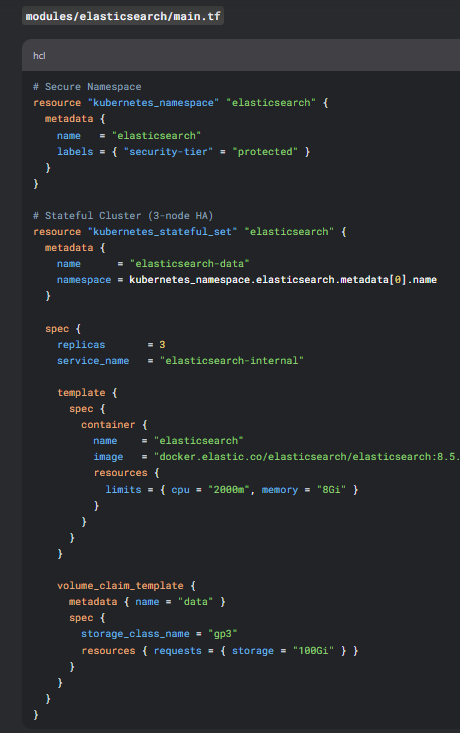 modules/elasticsearch/main.tf
hcl
# Secure Namespace
resource "kubernetes_namespace" "elasticsearch" {
  metadata {
    name   = "elasticsearch"
    labels = { "security-tier" = "protected" }
  }
}

# Stateful Cluster (3-node HA)
resource "kubernetes_stateful_set" "elasticsearch" {
  metadata {
    name      = "elasticsearch-data"
    namespace = kubernetes_namespace.elasticsearch.metadata[0].name
  }

  spec {
    replicas       = 3
    service_name   = "elasticsearch-internal"

    template {
      spec {
        container {
          name    = "elasticsearch"
          image   = "docker.elastic.co/elasticsearch/elasticsearch:8.5.
          resources {
            limits = { cpu = "2000m", memory = "8Gi" }
          }
        }
      }
    }

    volume_claim_template {
      metadata { name = "data" }
      spec {
        storage_class_name = "gp3"
        resources { requests = { storage = "100Gi" } }
      }
    }
  }
}